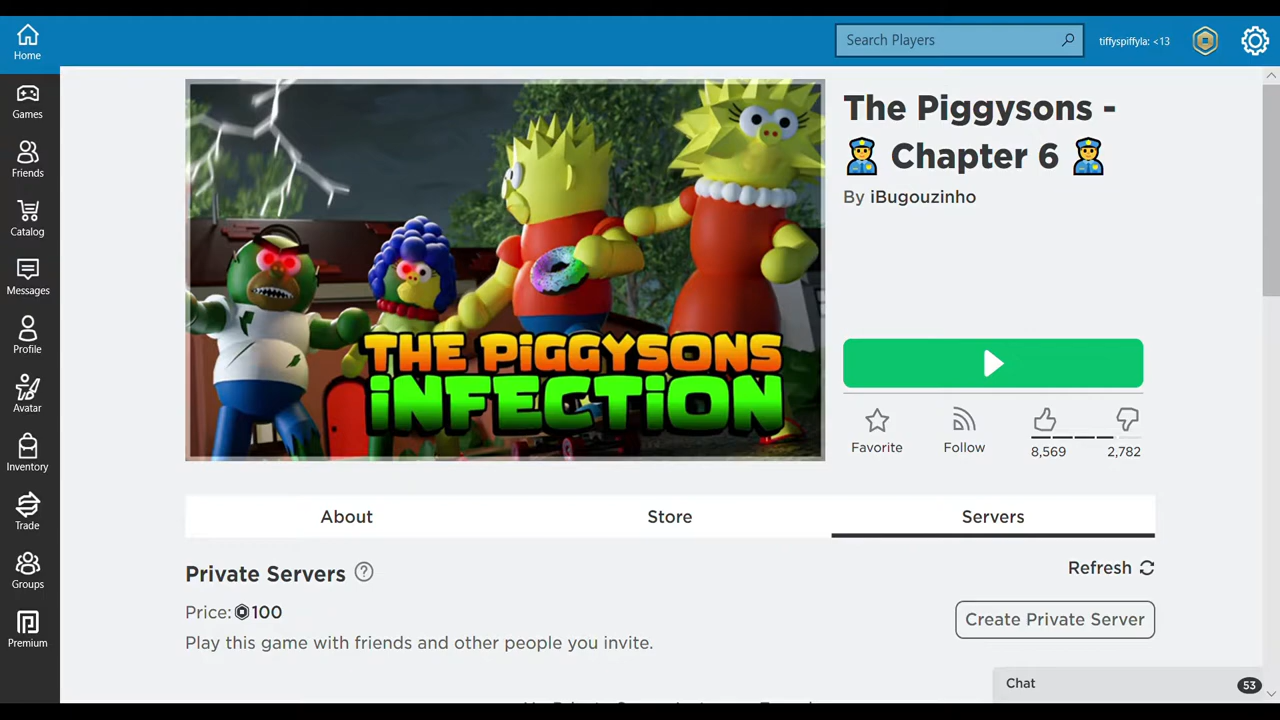 Home
Search Players
tiffyspiffyla: <13
Games
Friends
Catalog
Messages
Profile
Avatar
Inventory
Trade
Groups
Premium
THE PiGGYSONS
iNFECTiON
The Piggysons -
👮 Chapter 6 👮
By iBugouzinho
Favorite
Follow
8,569
2,782
About
Store
Servers
Private Servers ?
Refresh
Price: 100
Create Private Server
Play this game with friends and other people you invite.
Chat
53